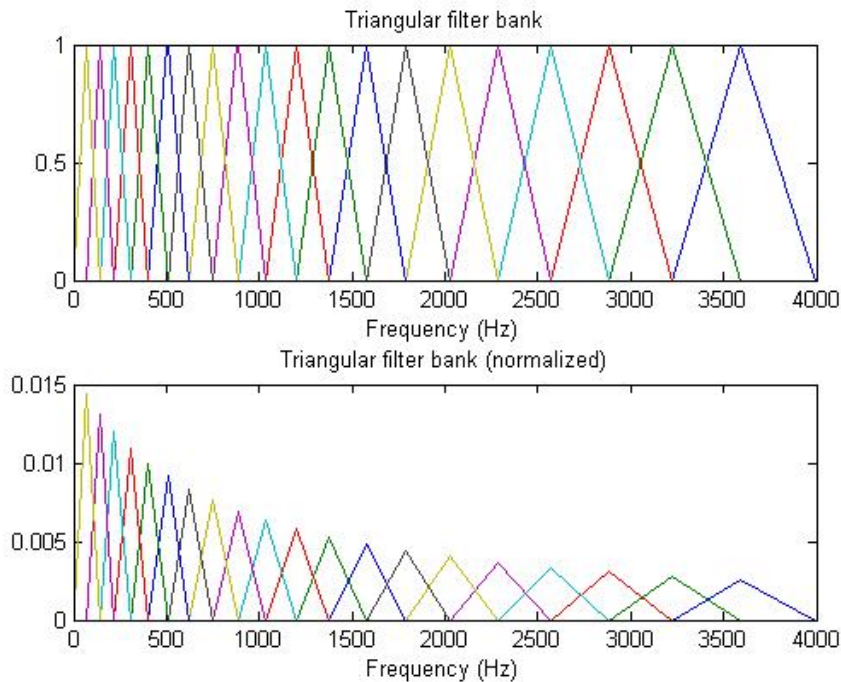 Triangular filter bank
1
0.5
0
0 500 1000 1500 2000 2500 3000 3500 4000
Frequency (Hz)
Triangular filter bank (normalized)
0.015
0.01
0.005
0
0 500 1000 1500 2000 2500 3000 3500 4000
Frequency (Hz)